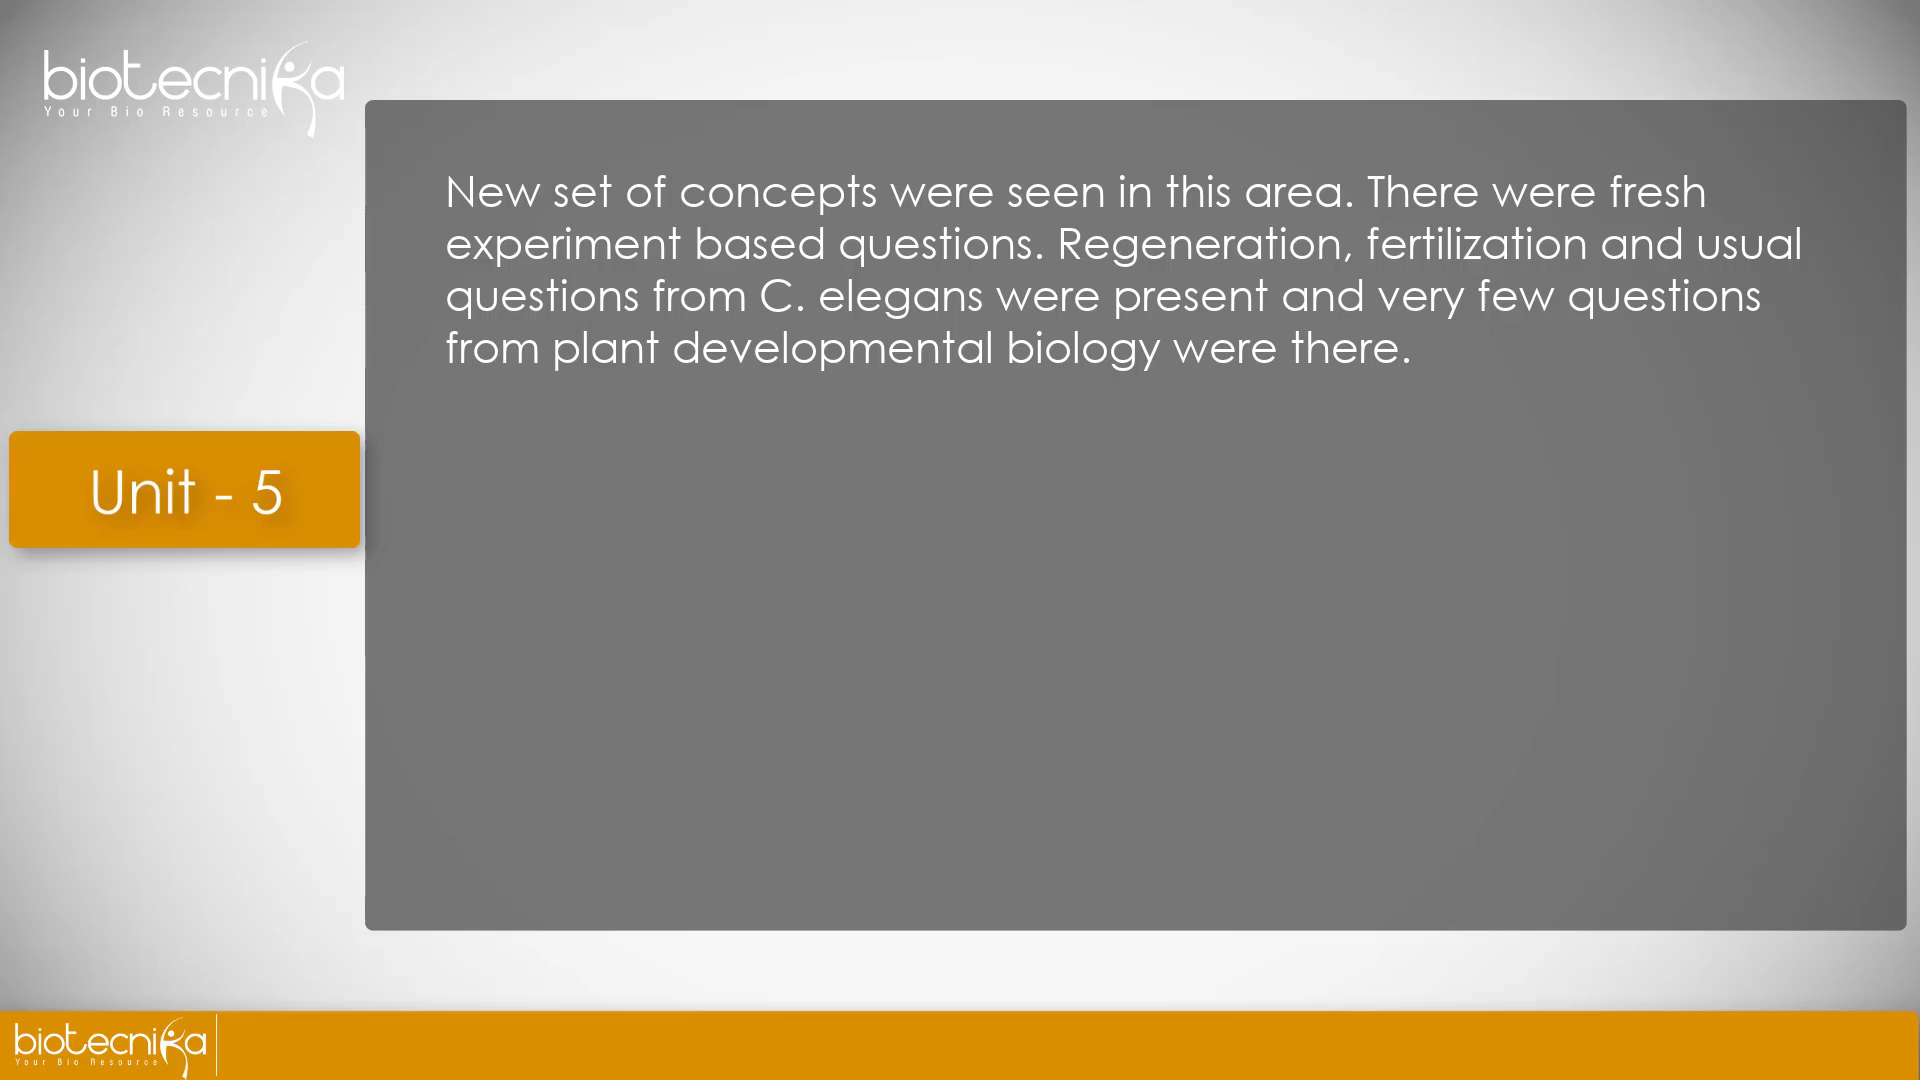 biotecnika
Your Bio Resource
New set of concepts were seen in this area. There were fresh
experiment based questions. Regeneration, fertilization and usual
questions from C. elegans were present and very few questions
from plant developmental biology were there.
Unit - 5
biotecnika
Your Bio Resource